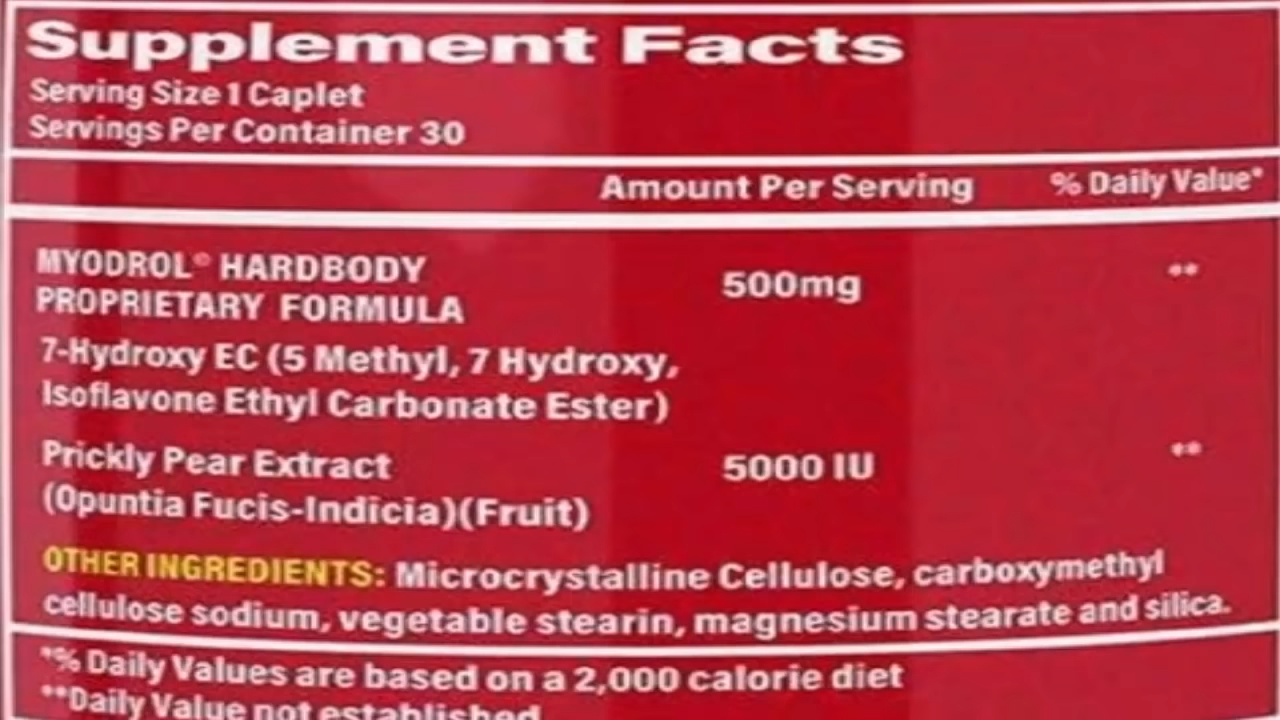 Supplement Facts
Serving Size 1 Caplet
Servings Per Container 30
Amount Per Serving % Daily Value*
MYODROL® HARDBODY
PROPRIETARY FORMULA 500mg **
7-Hydroxy EC (5 Methyl, 7 Hydroxy,
Isoflavone Ethyl Carbonate Ester)
Prickly Pear Extract 5000 IU **
(Opuntia Fucis-Indicia)(Fruit)
OTHER INGREDIENTS: Microcrystalline Cellulose, carboxymethyl
cellulose sodium, vegetable stearin, magnesium stearate and silica.
*% Daily Values are based on a 2,000 calorie diet
**Daily Value not established